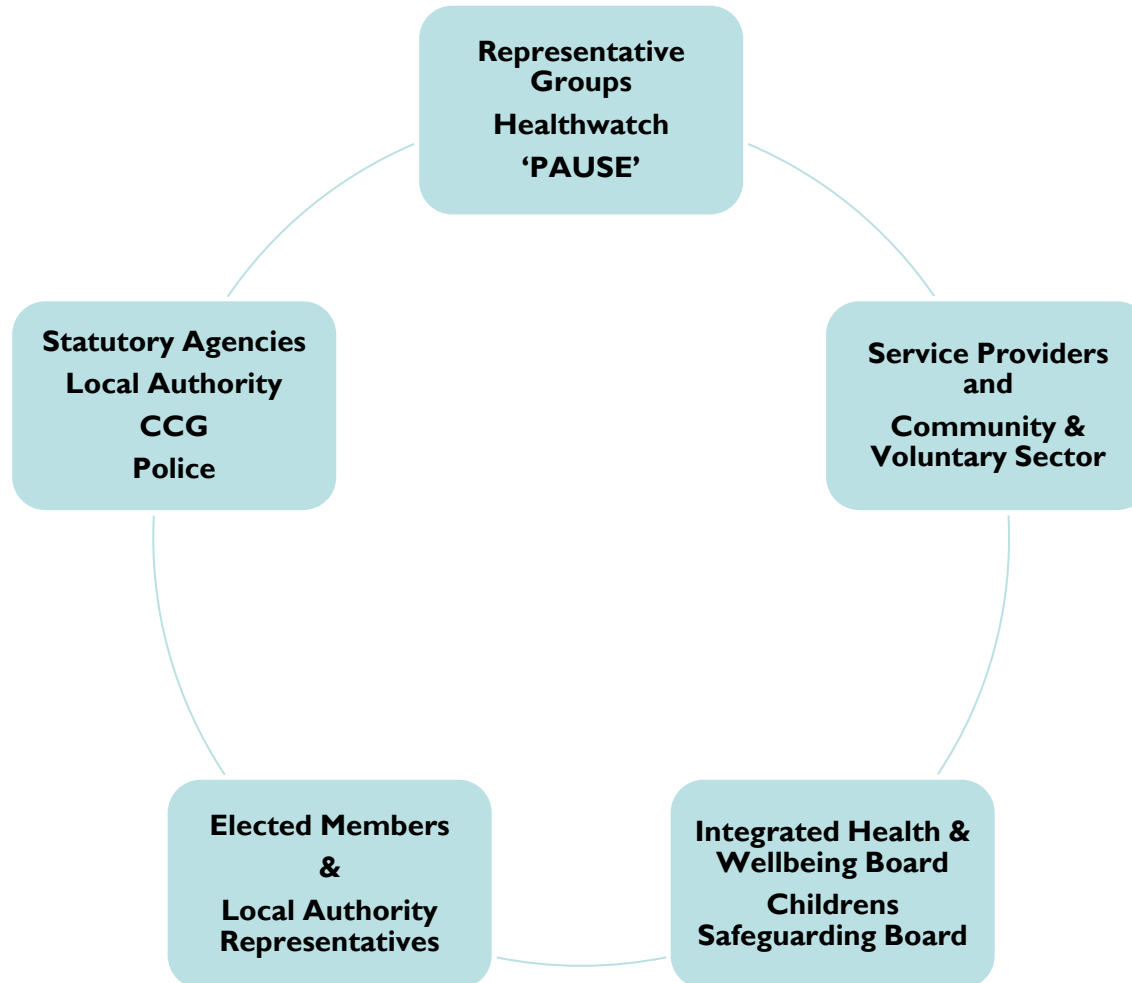 Representative
Groups
Healthwatch
‘PAUSE’
Statutory Agencies
Local Authority
CCG
Police
Service Providers
and
Community &
Voluntary Sector
Elected Members
&
Local Authority
Representatives
Integrated Health &
Wellbeing Board
Childrens
Safeguarding Board